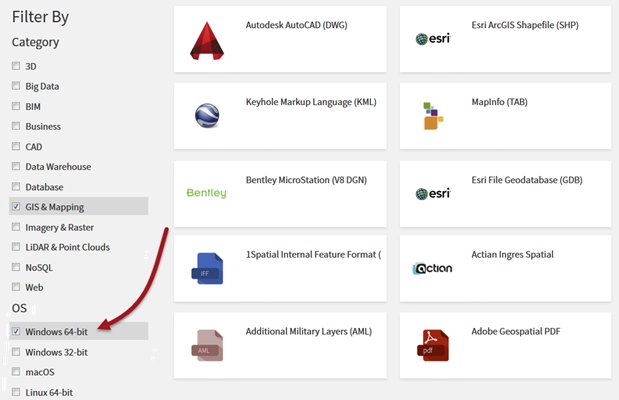 Filter By
Category
3D
Big Data
BIM
Business
CAD
Data Warehouse
Database
GIS & Mapping
Imagery & Raster
LiDAR & Point Clouds
NoSQL
Web
OS
Windows 64-bit
Windows 32-bit
macOS
Linux 64-bit
Autodesk AutoCAD (DWG)
esri
Esri ArcGIS Shapefile (SHP)
Keyhole Markup Language (KML)
MapInfo (TAB)
Bentley
Bentley MicroStation (V8 DGN)
esri
Esri File Geodatabase (GDB)
IFF
1Spatial Internal Feature Format (
actian
Actian Ingres Spatial
AML
Additional Military Layers (AML)
pdf
Adobe Geospatial PDF